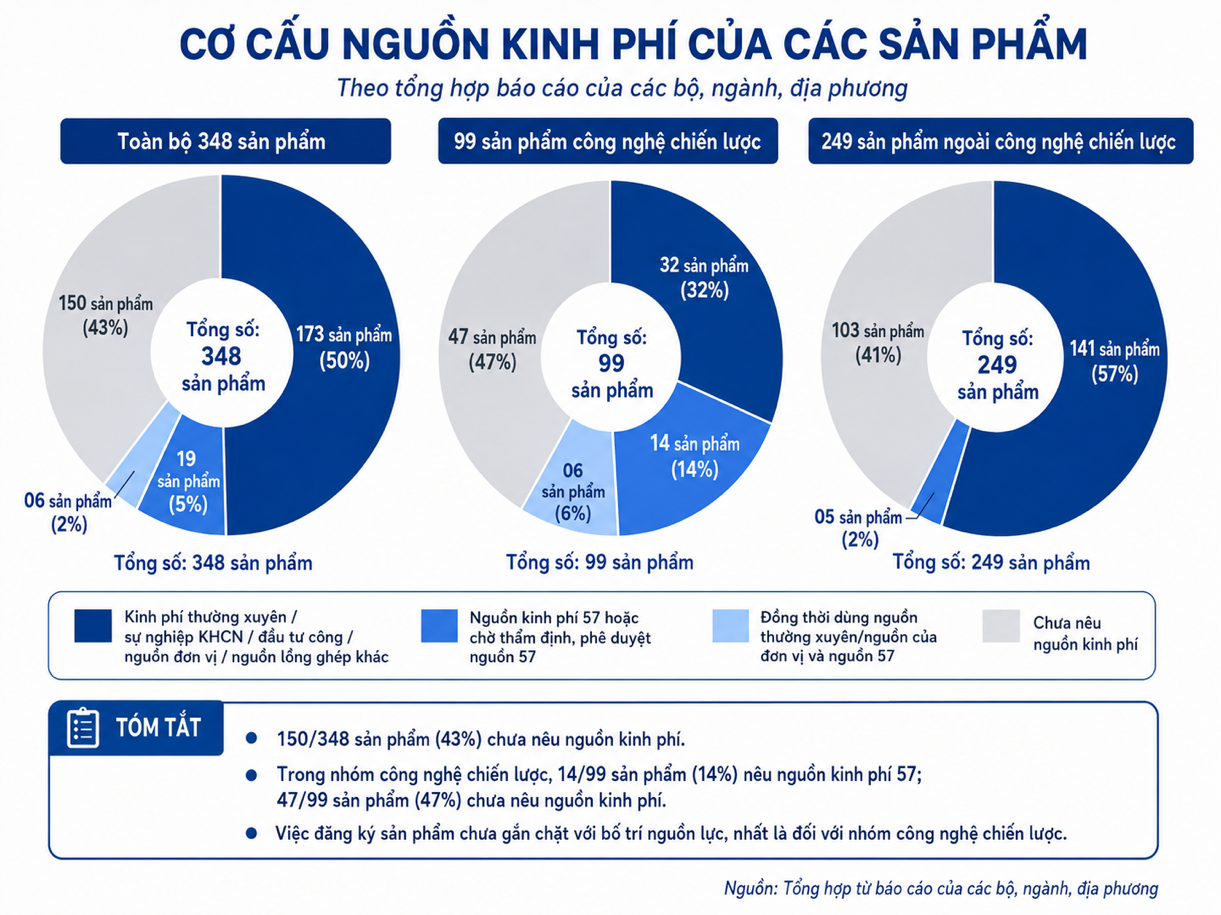 CƠ CẤU NGUỒN KINH PHÍ CỦA CÁC SẢN PHẨM
Theo tổng hợp báo cáo của các bộ, ngành, địa phương
Toàn bộ 348 sản phẩm
150 sản phẩm
(43%)
Tổng số:
348
sản phẩm
173 sản phẩm
(50%)
19
sản phẩm
(5%)
06 sản phẩm
(2%)
Tổng số: 348 sản phẩm
99 sản phẩm công nghệ chiến lược
32 sản phẩm
(32%)
47 sản phẩm
(47%)
Tổng số:
99
sản phẩm
14 sản phẩm
(14%)
06
sản phẩm
(6%)
Tổng số: 99 sản phẩm
249 sản phẩm ngoài công nghệ chiến lược
103 sản phẩm
(41%)
Tổng số:
249
sản phẩm
141 sản phẩm
(57%)
05 sản phẩm
(2%)
Tổng số: 249 sản phẩm
Kinh phí thường xuyên /
sự nghiệp KHCN / đầu tư công /
nguồn đơn vị / nguồn lồng ghép khác
Nguồn kinh phí 57 hoặc
chờ thẩm định, phê duyệt
nguồn 57
Đồng thời dùng nguồn
thường xuyên/nguồn của
đơn vị và nguồn 57
Chưa nêu
nguồn kinh phí
TÓM TẮT
• 150/348 sản phẩm (43%) chưa nêu nguồn kinh phí.
• Trong nhóm công nghệ chiến lược, 14/99 sản phẩm (14%) nêu nguồn kinh phí 57;
47/99 sản phẩm (47%) chưa nêu nguồn kinh phí.
• Việc đăng ký sản phẩm chưa gắn chặt với bố trí nguồn lực, nhất là đối với nhóm công nghệ chiến lược.
Nguồn: Tổng hợp từ báo cáo của các bộ, ngành, địa phương